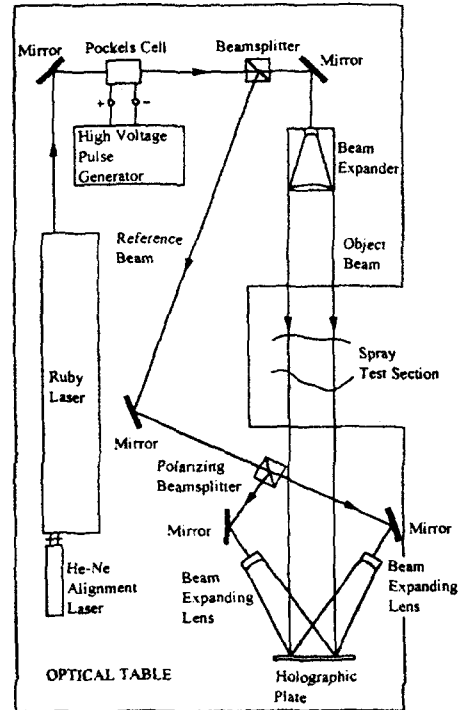 Mirror
Pockels Cell
Beamsplitter
Mirror
+
−
High Voltage
Pulse
Generator
Beam
Expander
Reference
Beam
Object
Beam
Spray
Test Section
Ruby
Laser
Mirror
Polarizing
Beamsplitter
Mirror
Mirror
He-Ne
Alignment
Laser
Beam
Expanding
Lens
Beam
Expanding
Lens
OPTICAL TABLE
Holographic
Plate